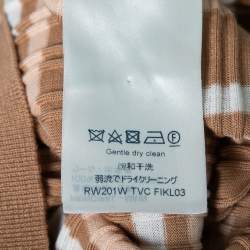 Gentle dry clean
缓和干洗
弱流でドライクリーニング
RW201W TVC FIKL03